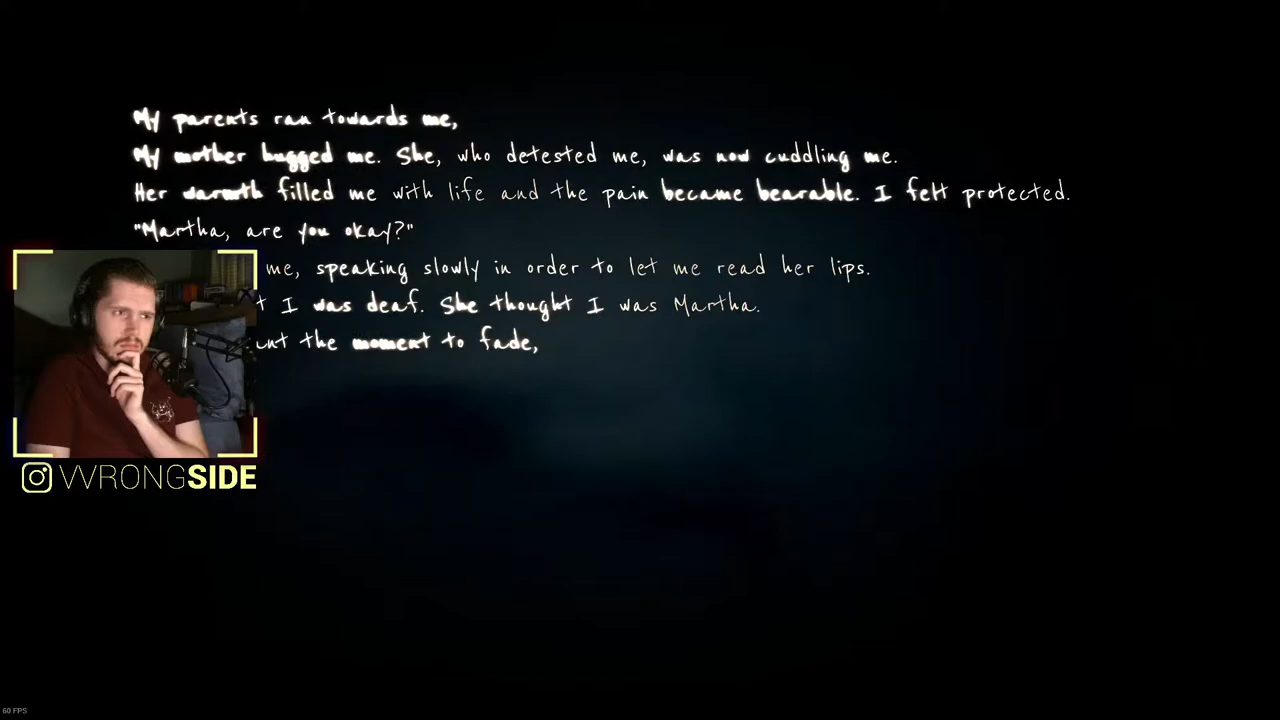 My parents ran towards me,
My mother hugged me. She, who detested me, was now cuddling me.
Her warmth filled me with life and the pain became bearable. I felt protected.
"Martha, are you okay?"
me, speaking slowly in order to let me read her lips.
I was deaf. She thought I was Martha.
the moment to fade,
VVRONGSIDE
60 FPS